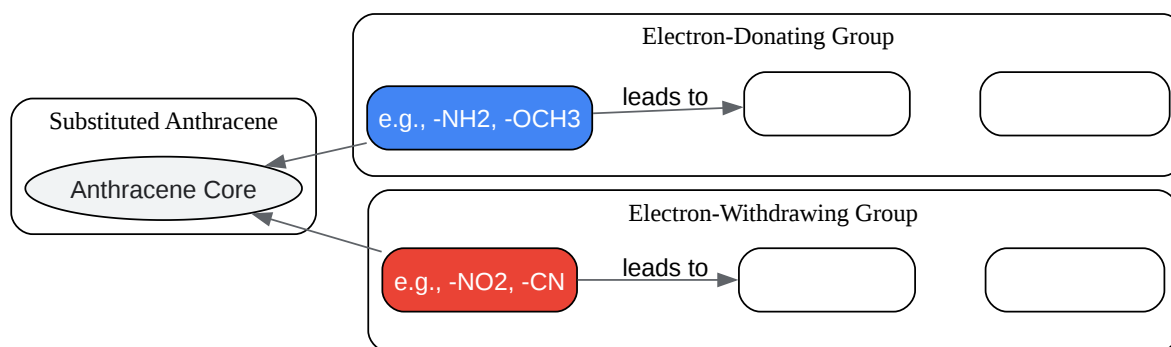 Electron-Donating Group
e.g., -NH2, -OCH3
leads to
Substituted Anthracene
Anthracene Core
Electron-Withdrawing Group
e.g., -NO2, -CN
leads to